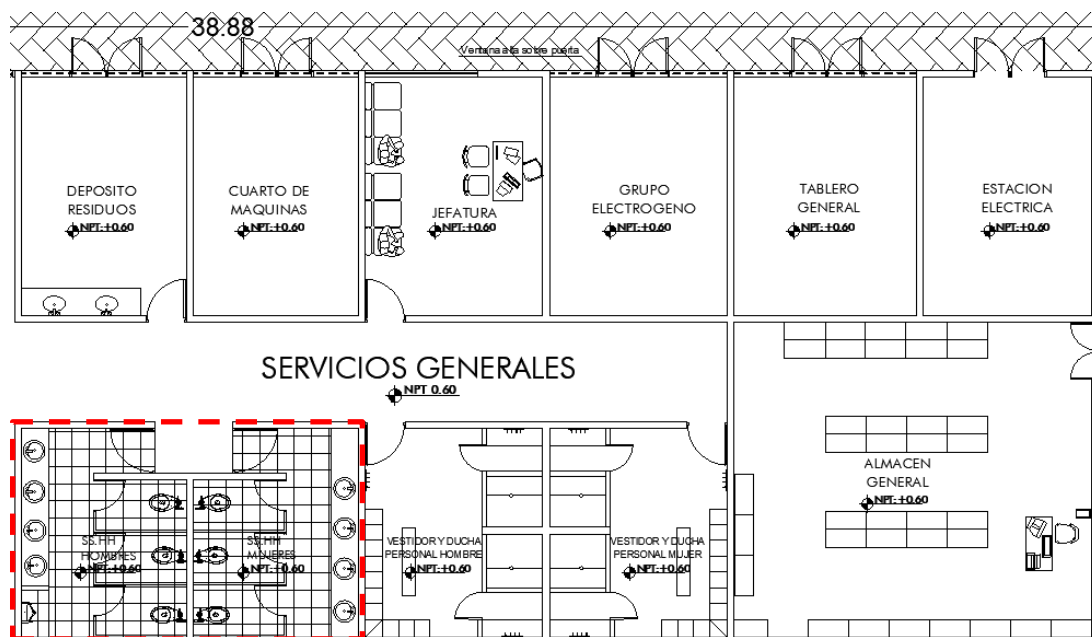 38.88
Ventana alta sobre puerta
DEPOSITO
RESIDUOS
NPT:+0.60
CUARTO DE
MAQUINAS
NPT:+0.60
JEFATURA
NPT:+0.60
GRUPO
ELECTROGENO
NPT:+0.60
TABLERO
GENERAL
NPT:+0.60
ESTACION
ELECTRICA
NPT:+0.60
SERVICIOS GENERALES
NPT 0.60
SS.HH
HOMBRES
NPT:+0.60
SS.HH
MUJERES
NPT:+0.60
VESTIDOR Y DUCHA
PERSONAL HOMBRE
NPT:+0.60
VESTIDOR Y DUCHA
PERSONAL MUJER
NPT:+0.60
ALMACEN
GENERAL
NPT:+0.60